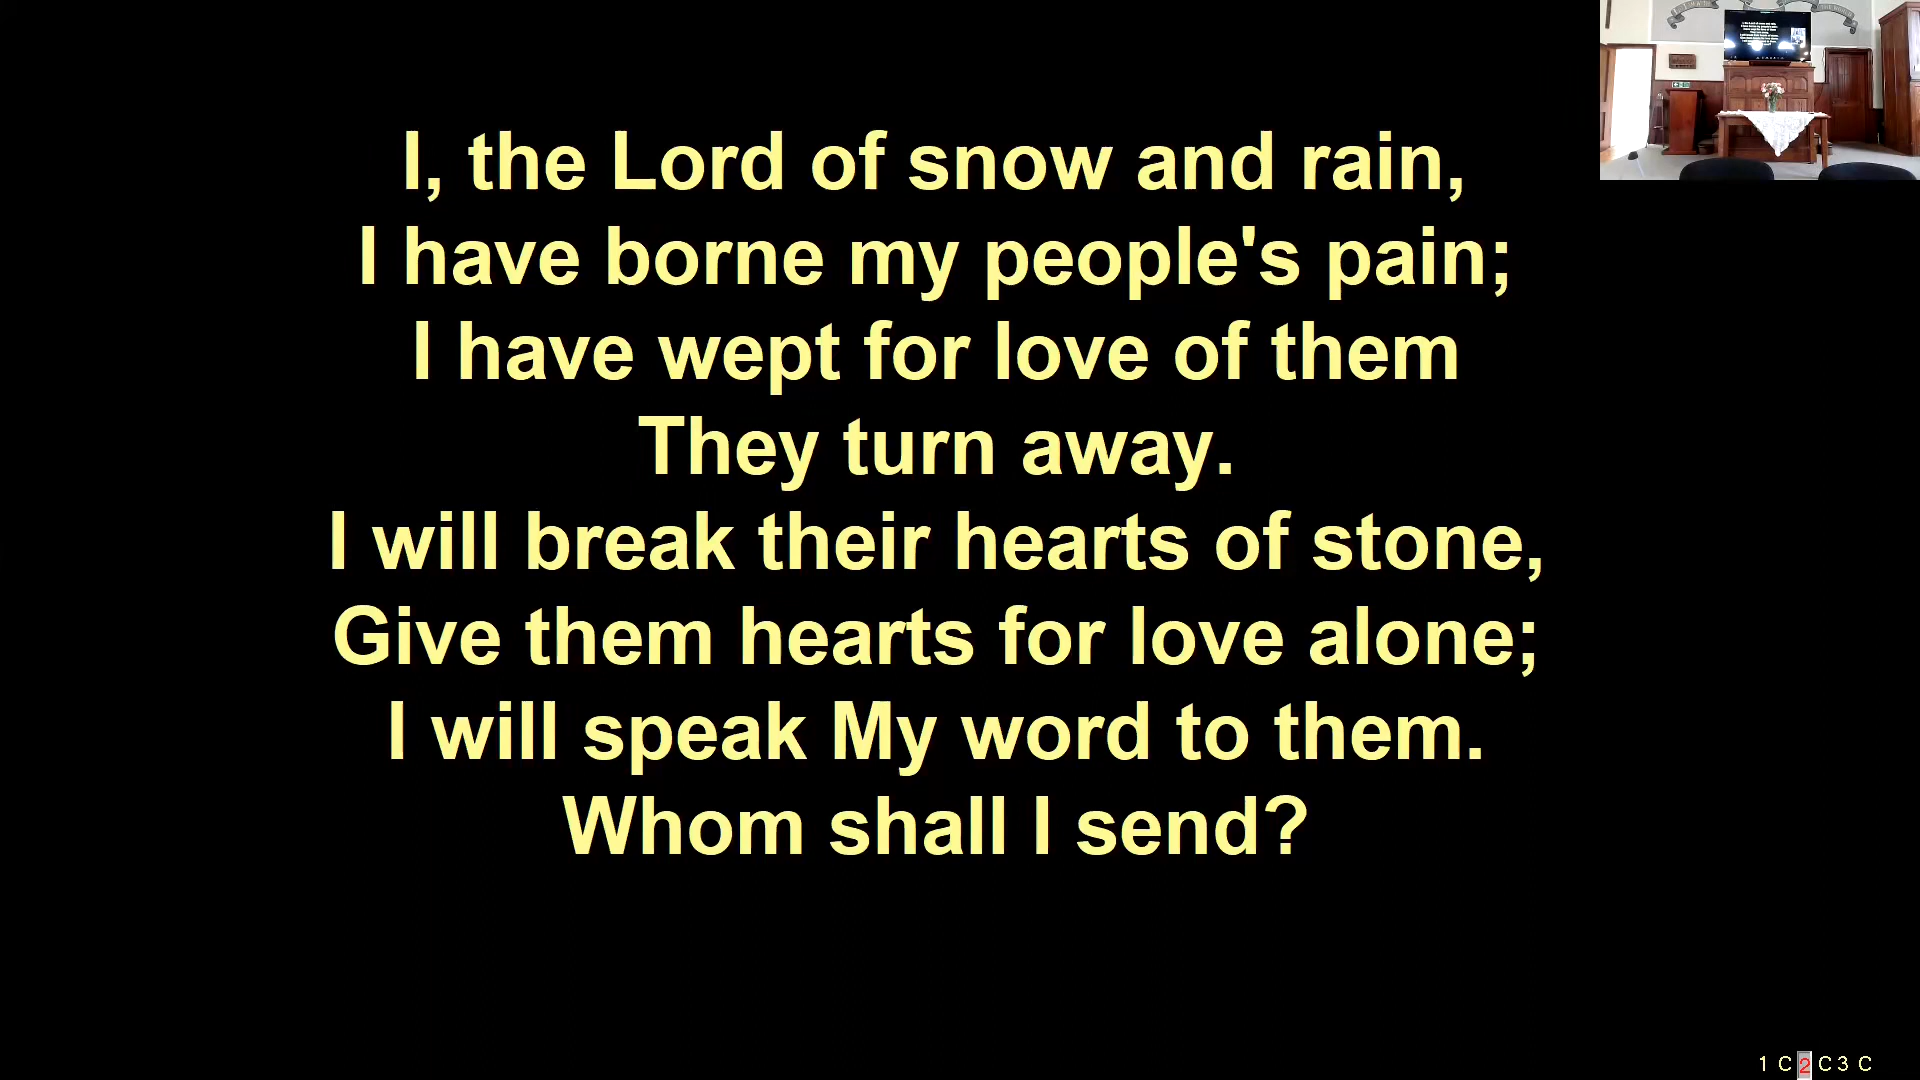 I, the Lord of snow and rain,
I have borne my people's pain;
I have wept for love of them
They turn away.
I will break their hearts of stone,
Give them hearts for love alone;
I will speak My word to them.
Whom shall I send?
1 C 2 C 3 C